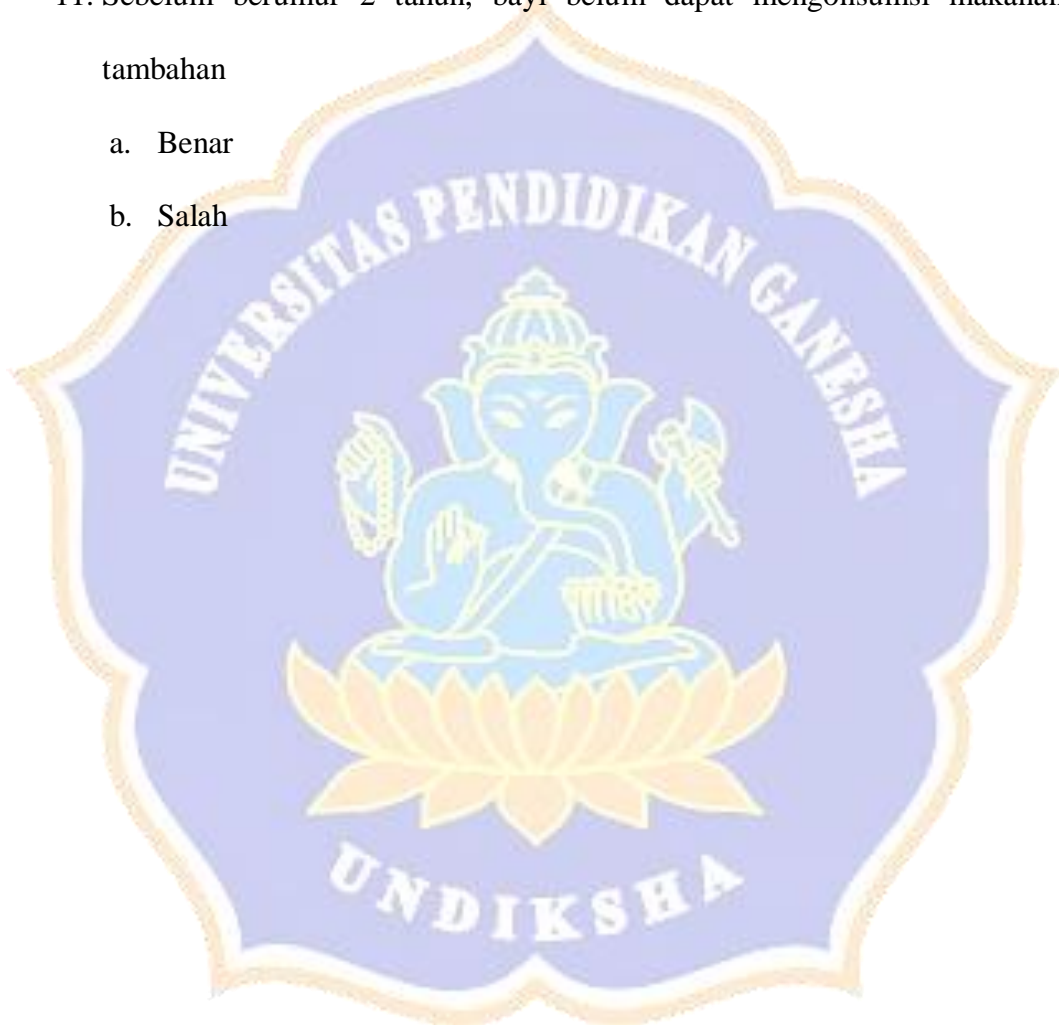 11. Sebelum berumur 2 tahun, bayi belum dapat mengonsumsi makanan
tambahan
a. Benar
b. Salah
UNIVERSITAS PENDIDIKAN GANESHA
UNDIKSHA